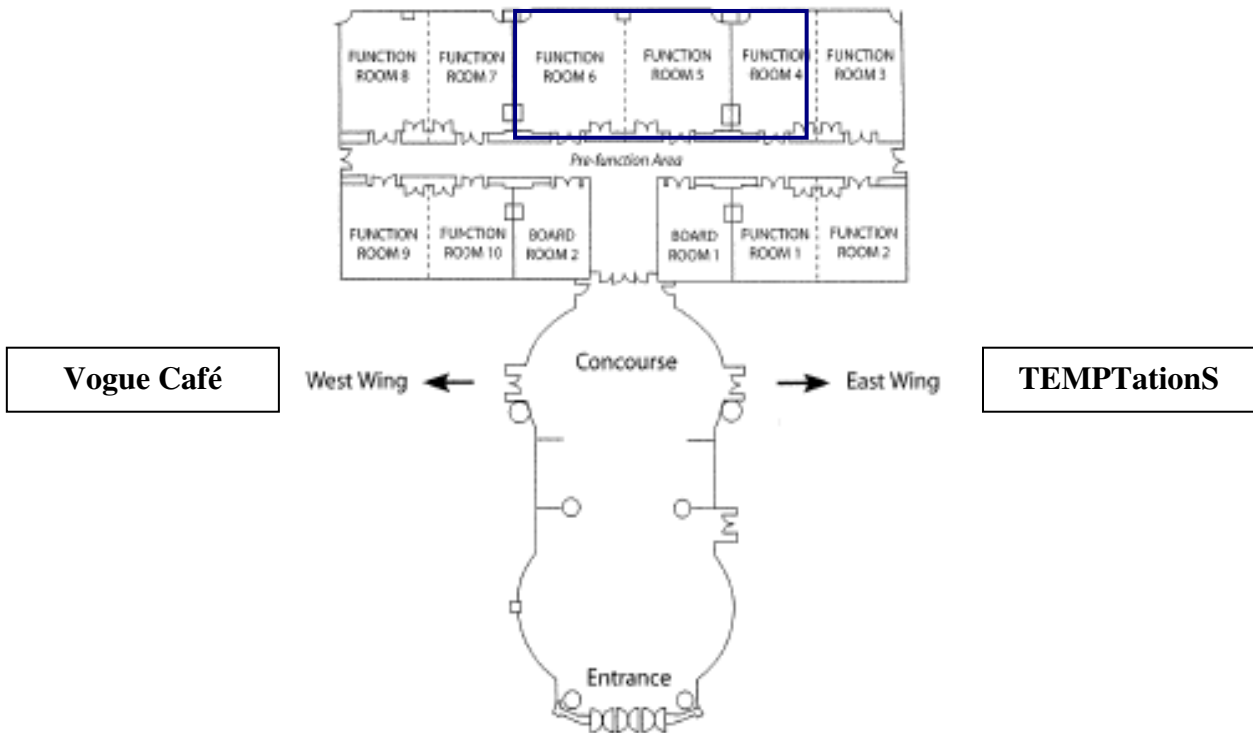 FUNCTION
ROOM 8
FUNCTION
ROOM 7
FUNCTION
ROOM 6
FUNCTION
ROOM 5
FUNCTION
ROOM 4
FUNCTION
ROOM 3
Pre-function Area
FUNCTION
ROOM 9
FUNCTION
ROOM 10
BOARD
ROOM 2
BOARD
ROOM 1
FUNCTION
ROOM 1
FUNCTION
ROOM 2
Concourse
Vogue Café
West Wing
East Wing
TEMPTationS
Entrance